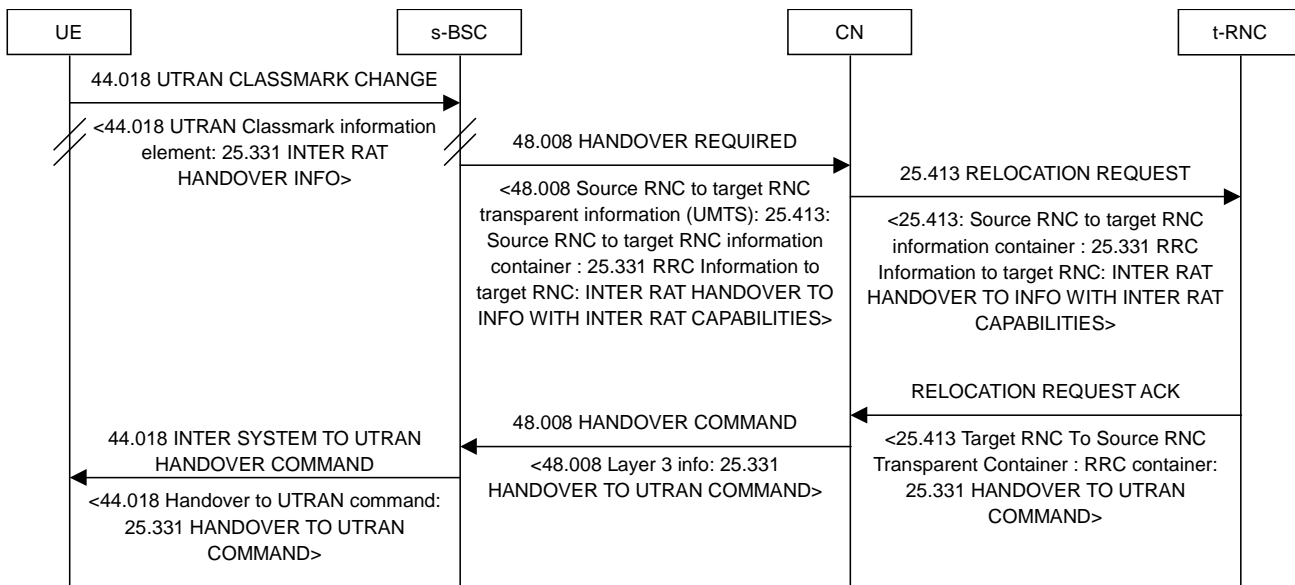 UE
s-BSC
CN
t-RNC
44.018 UTRAN CLASSMARK CHANGE
<44.018 UTRAN Classmark information
element: 25.331 INTER RAT
HANDOVER INFO>
48.008 HANDOVER REQUIRED
<48.008 Source RNC to target RNC
transparent information (UMTS): 25.413:
Source RNC to target RNC information
container : 25.331 RRC Information to
target RNC: INTER RAT HANDOVER TO
INFO WITH INTER RAT CAPABILITIES>
25.413 RELOCATION REQUEST
<25.413: Source RNC to target RNC
information container : 25.331 RRC
Information to target RNC: INTER RAT
HANDOVER TO INFO WITH INTER RAT
CAPABILITIES>
RELOCATION REQUEST ACK
<25.413 Target RNC To Source RNC
Transparent Container : RRC container:
25.331 HANDOVER TO UTRAN
COMMAND>
48.008 HANDOVER COMMAND
<48.008 Layer 3 info: 25.331
HANDOVER TO UTRAN COMMAND>
44.018 INTER SYSTEM TO UTRAN
HANDOVER COMMAND
<44.018 Handover to UTRAN command:
25.331 HANDOVER TO UTRAN
COMMAND>